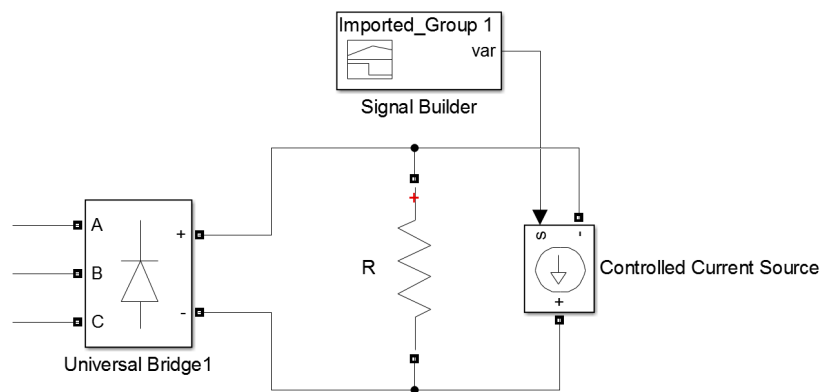 Imported_Group 1
var
Signal Builder
A
+
B
C
-
Universal Bridge1
+
R
s -
+
Controlled Current Source